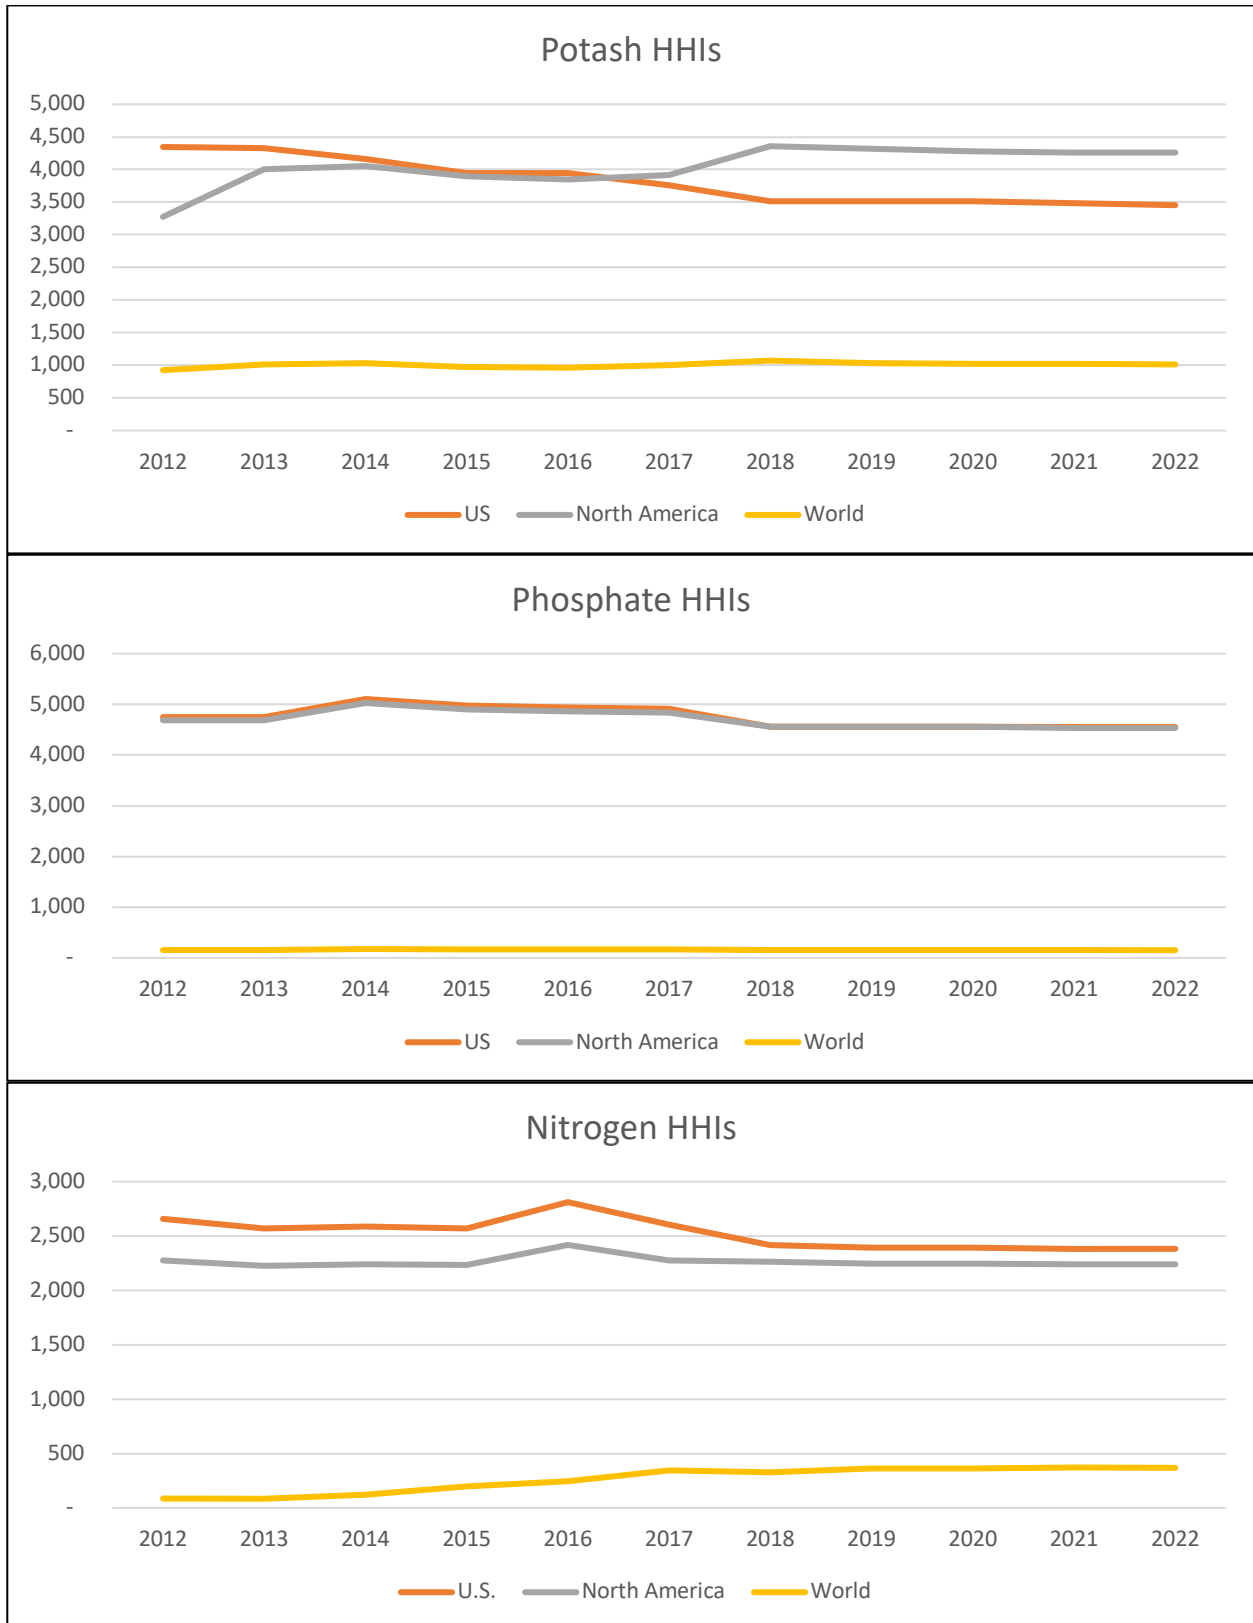 Potash HHIs
5,000
4,500
4,000
3,500
3,000
2,500
2,000
1,500
1,000
500
-
2012 2013 2014 2015 2016 2017 2018 2019 2020 2021 2022
US North America World
Phosphate HHIs
6,000
5,000
4,000
3,000
2,000
1,000
-
2012 2013 2014 2015 2016 2017 2018 2019 2020 2021 2022
US North America World
Nitrogen HHIs
3,000
2,500
2,000
1,500
1,000
500
-
2012 2013 2014 2015 2016 2017 2018 2019 2020 2021 2022
U.S. North America World